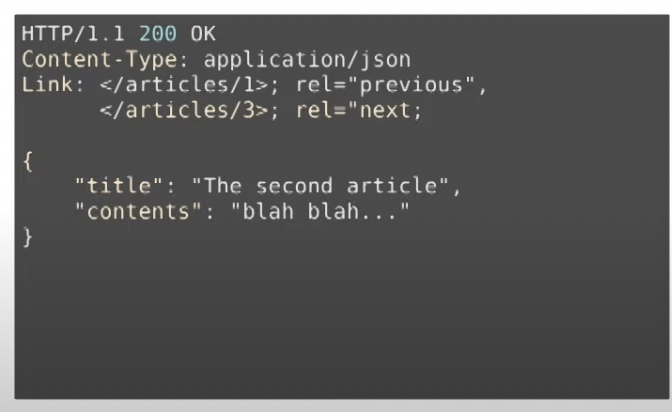 HTTP/1.1 200 OK
Content-Type: application/json
Link: </articles/1>; rel="previous",
      </articles/3>; rel="next;

{
    "title": "The second article",
    "contents": "blah blah..."
}